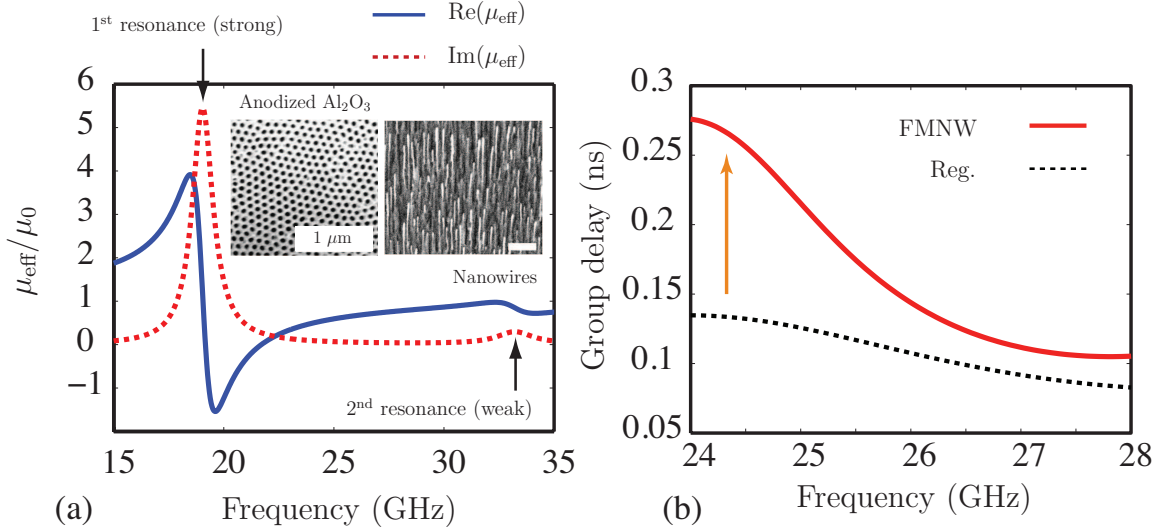 1st resonance (strong)
Re(μeff)
Im(μeff)
6
5
4
3
2
1
0
−1
μeff/μ0
Anodized Al2O3
1 μm
Nanowires
2nd resonance (weak)
15 20 25 30 35
Frequency (GHz)
(a)
0.3
0.25
0.2
0.15
0.1
0.05
Group delay (ns)
FMNW
Reg.
24 25 26 27 28
Frequency (GHz)
(b)